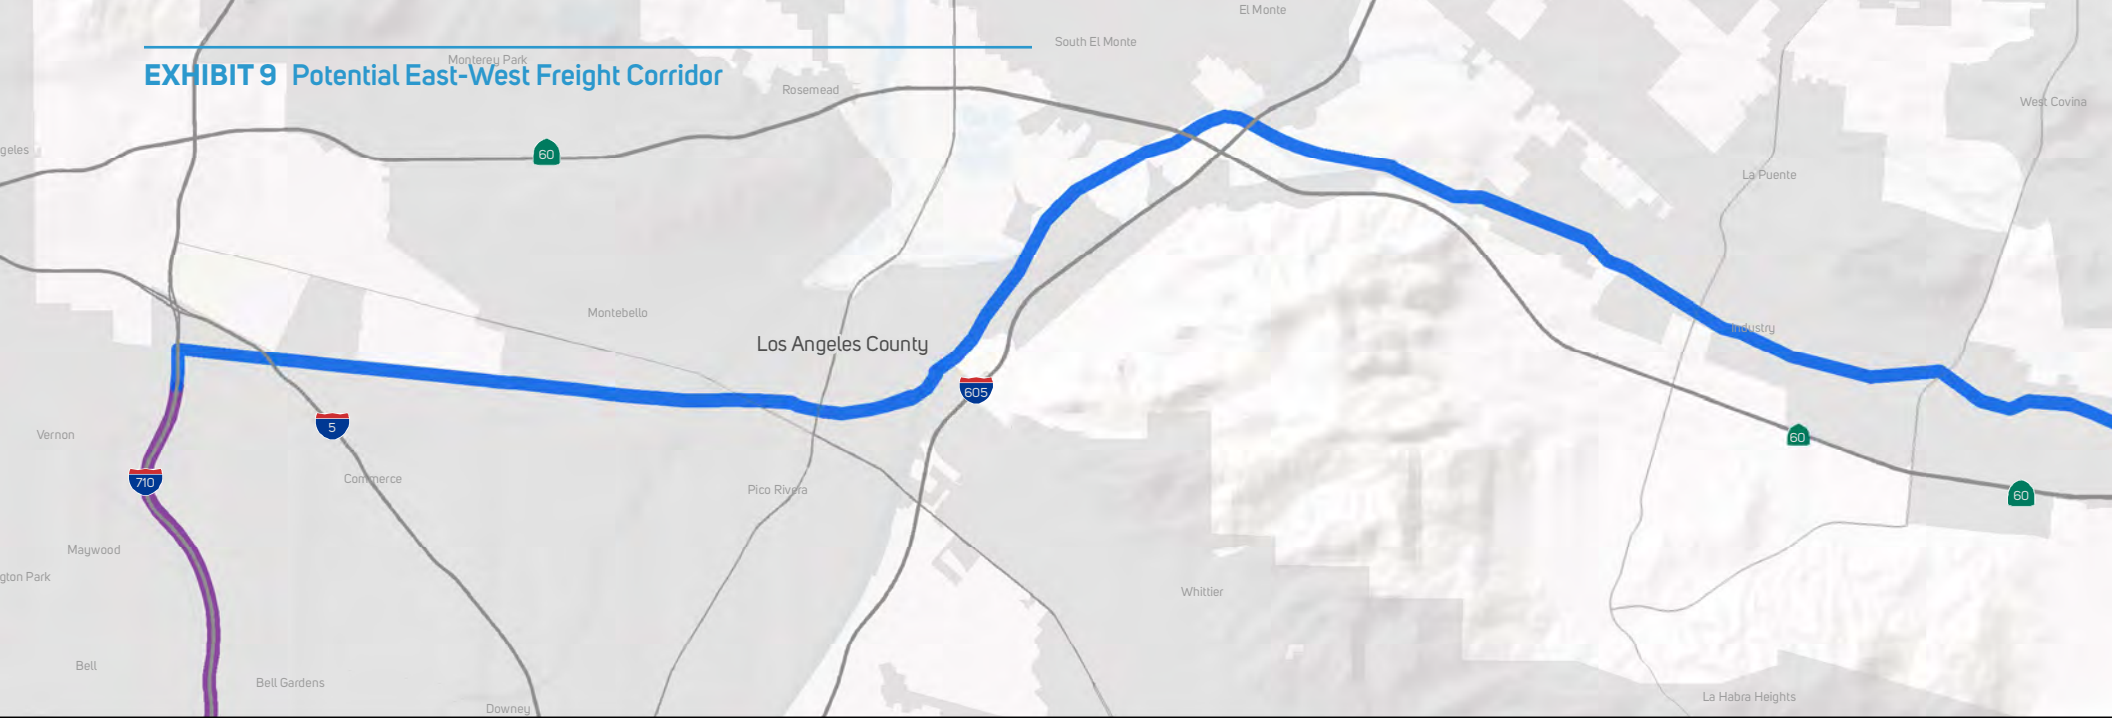 El Monte
South El Monte
Monterey Park
EXHIBIT 9 Potential East-West Freight Corridor
Rosemead
West Covina
geles
60
La Puente
Montebello
Industry
Los Angeles County
605
5
Vernon
60
710
Commerce
Pico Rivera
60
Maywood
gton Park
Whittier
Bell
Bell Gardens
La Habra Heights
Downey